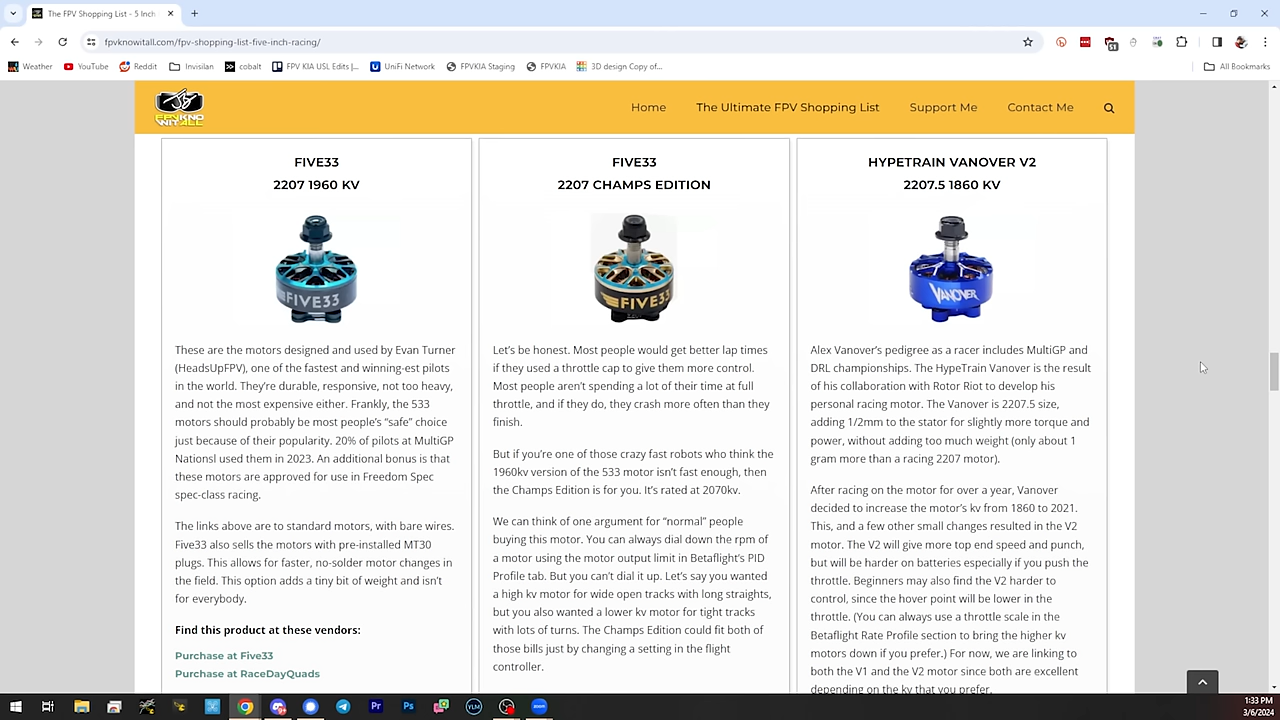 The FPV Shopping List - 5 Inch
fpvknowitall.com/fpv-shopping-list-five-inch-racing/
Weather
YouTube
Reddit
Invisilan
cobalt
FPV KIA USL Edits |...
UniFi Network
FPVKIA Staging
FPVKIA
3D design Copy of...
All Bookmarks
FPVKNO
WITALL
Home
The Ultimate FPV Shopping List
Support Me
Contact Me
FIVE33
2207 1960 KV
FIVE33
These are the motors designed and used by Evan Turner
(HeadsUpFPV), one of the fastest and winning-est pilots
in the world. They're durable, responsive, not too heavy,
and not the most expensive either. Frankly, the 533
motors should probably be most people's “safe” choice
just because of their popularity. 20% of pilots at MultiGP
Nationsl used them in 2023. An additional bonus is that
these motors are approved for use in Freedom Spec
spec-class racing.
The links above are to standard motors, with bare wires.
Five33 also sells the motors with pre-installed MT30
plugs. This allows for faster, no-solder motor changes in
the field. This option adds a tiny bit of weight and isn't
for everybody.
Find this product at these vendors:
Purchase at Five33
Purchase at RaceDayQuads
FIVE33
2207 CHAMPS EDITION
FIVE33
Let's be honest. Most people would get better lap times
if they used a throttle cap to give them more control.
Most people aren't spending a lot of their time at full
throttle, and if they do, they crash more often than they
finish.
But if you're one of those crazy fast robots who think the
1960kv version of the 533 motor isn't fast enough, then
the Champs Edition is for you. It's rated at 2070kv.
We can think of one argument for “normal” people
buying this motor. You can always dial down the rpm of
a motor using the motor output limit in Betaflight's PID
Profile tab. But you can't dial it up. Let's say you wanted
a high kv motor for wide open tracks with long straights,
but you also wanted a lower kv motor for tight tracks
with lots of turns. The Champs Edition could fit both of
those bills just by changing a setting in the flight
controller.
HYPETRAIN VANOVER V2
2207.5 1860 KV
VANOVER
Alex Vanover's pedigree as a racer includes MultiGP and
DRL championships. The HypeTrain Vanover is the result
of his collaboration with Rotor Riot to develop his
personal racing motor. The Vanover is 2207.5 size,
adding 1/2mm to the stator for slightly more torque and
power, without adding too much weight (only about 1
gram more than a racing 2207 motor).
After racing on the motor for over a year, Vanover
decided to increase the motor's kv from 1860 to 2021.
This, and a few other small changes resulted in the V2
motor. The V2 will give more top end speed and punch,
but will be harder on batteries especially if you push the
throttle. Beginners may also find the V2 harder to
control, since the hover point will be lower in the
throttle. (You can always use a throttle scale in the
Betaflight Rate Profile section to bring the higher kv
motors down if you prefer.) For now, we are linking to
both the V1 and the V2 motor since both are excellent
depending on the kv that you prefer.
1:33 PM
3/6/2024